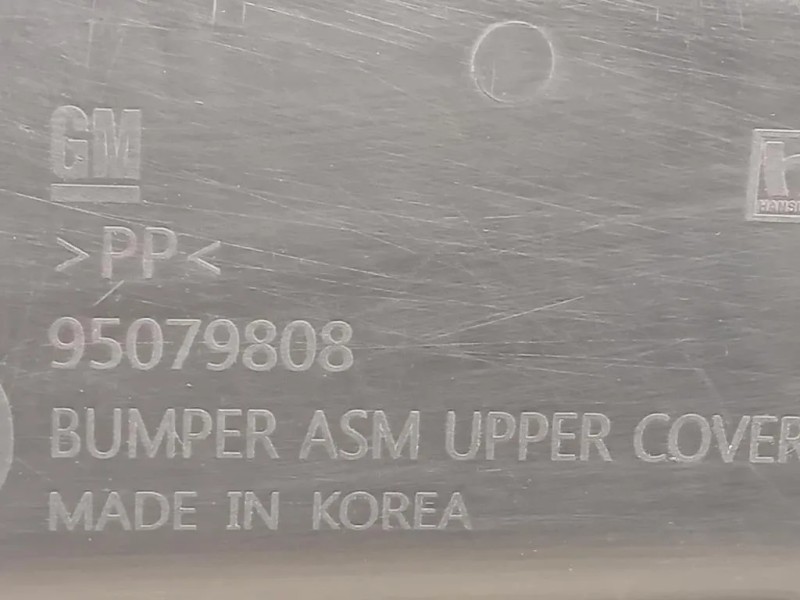 GM
>PP<
95079808
BUMPER ASM UPPER COVER
MADE IN KOREA